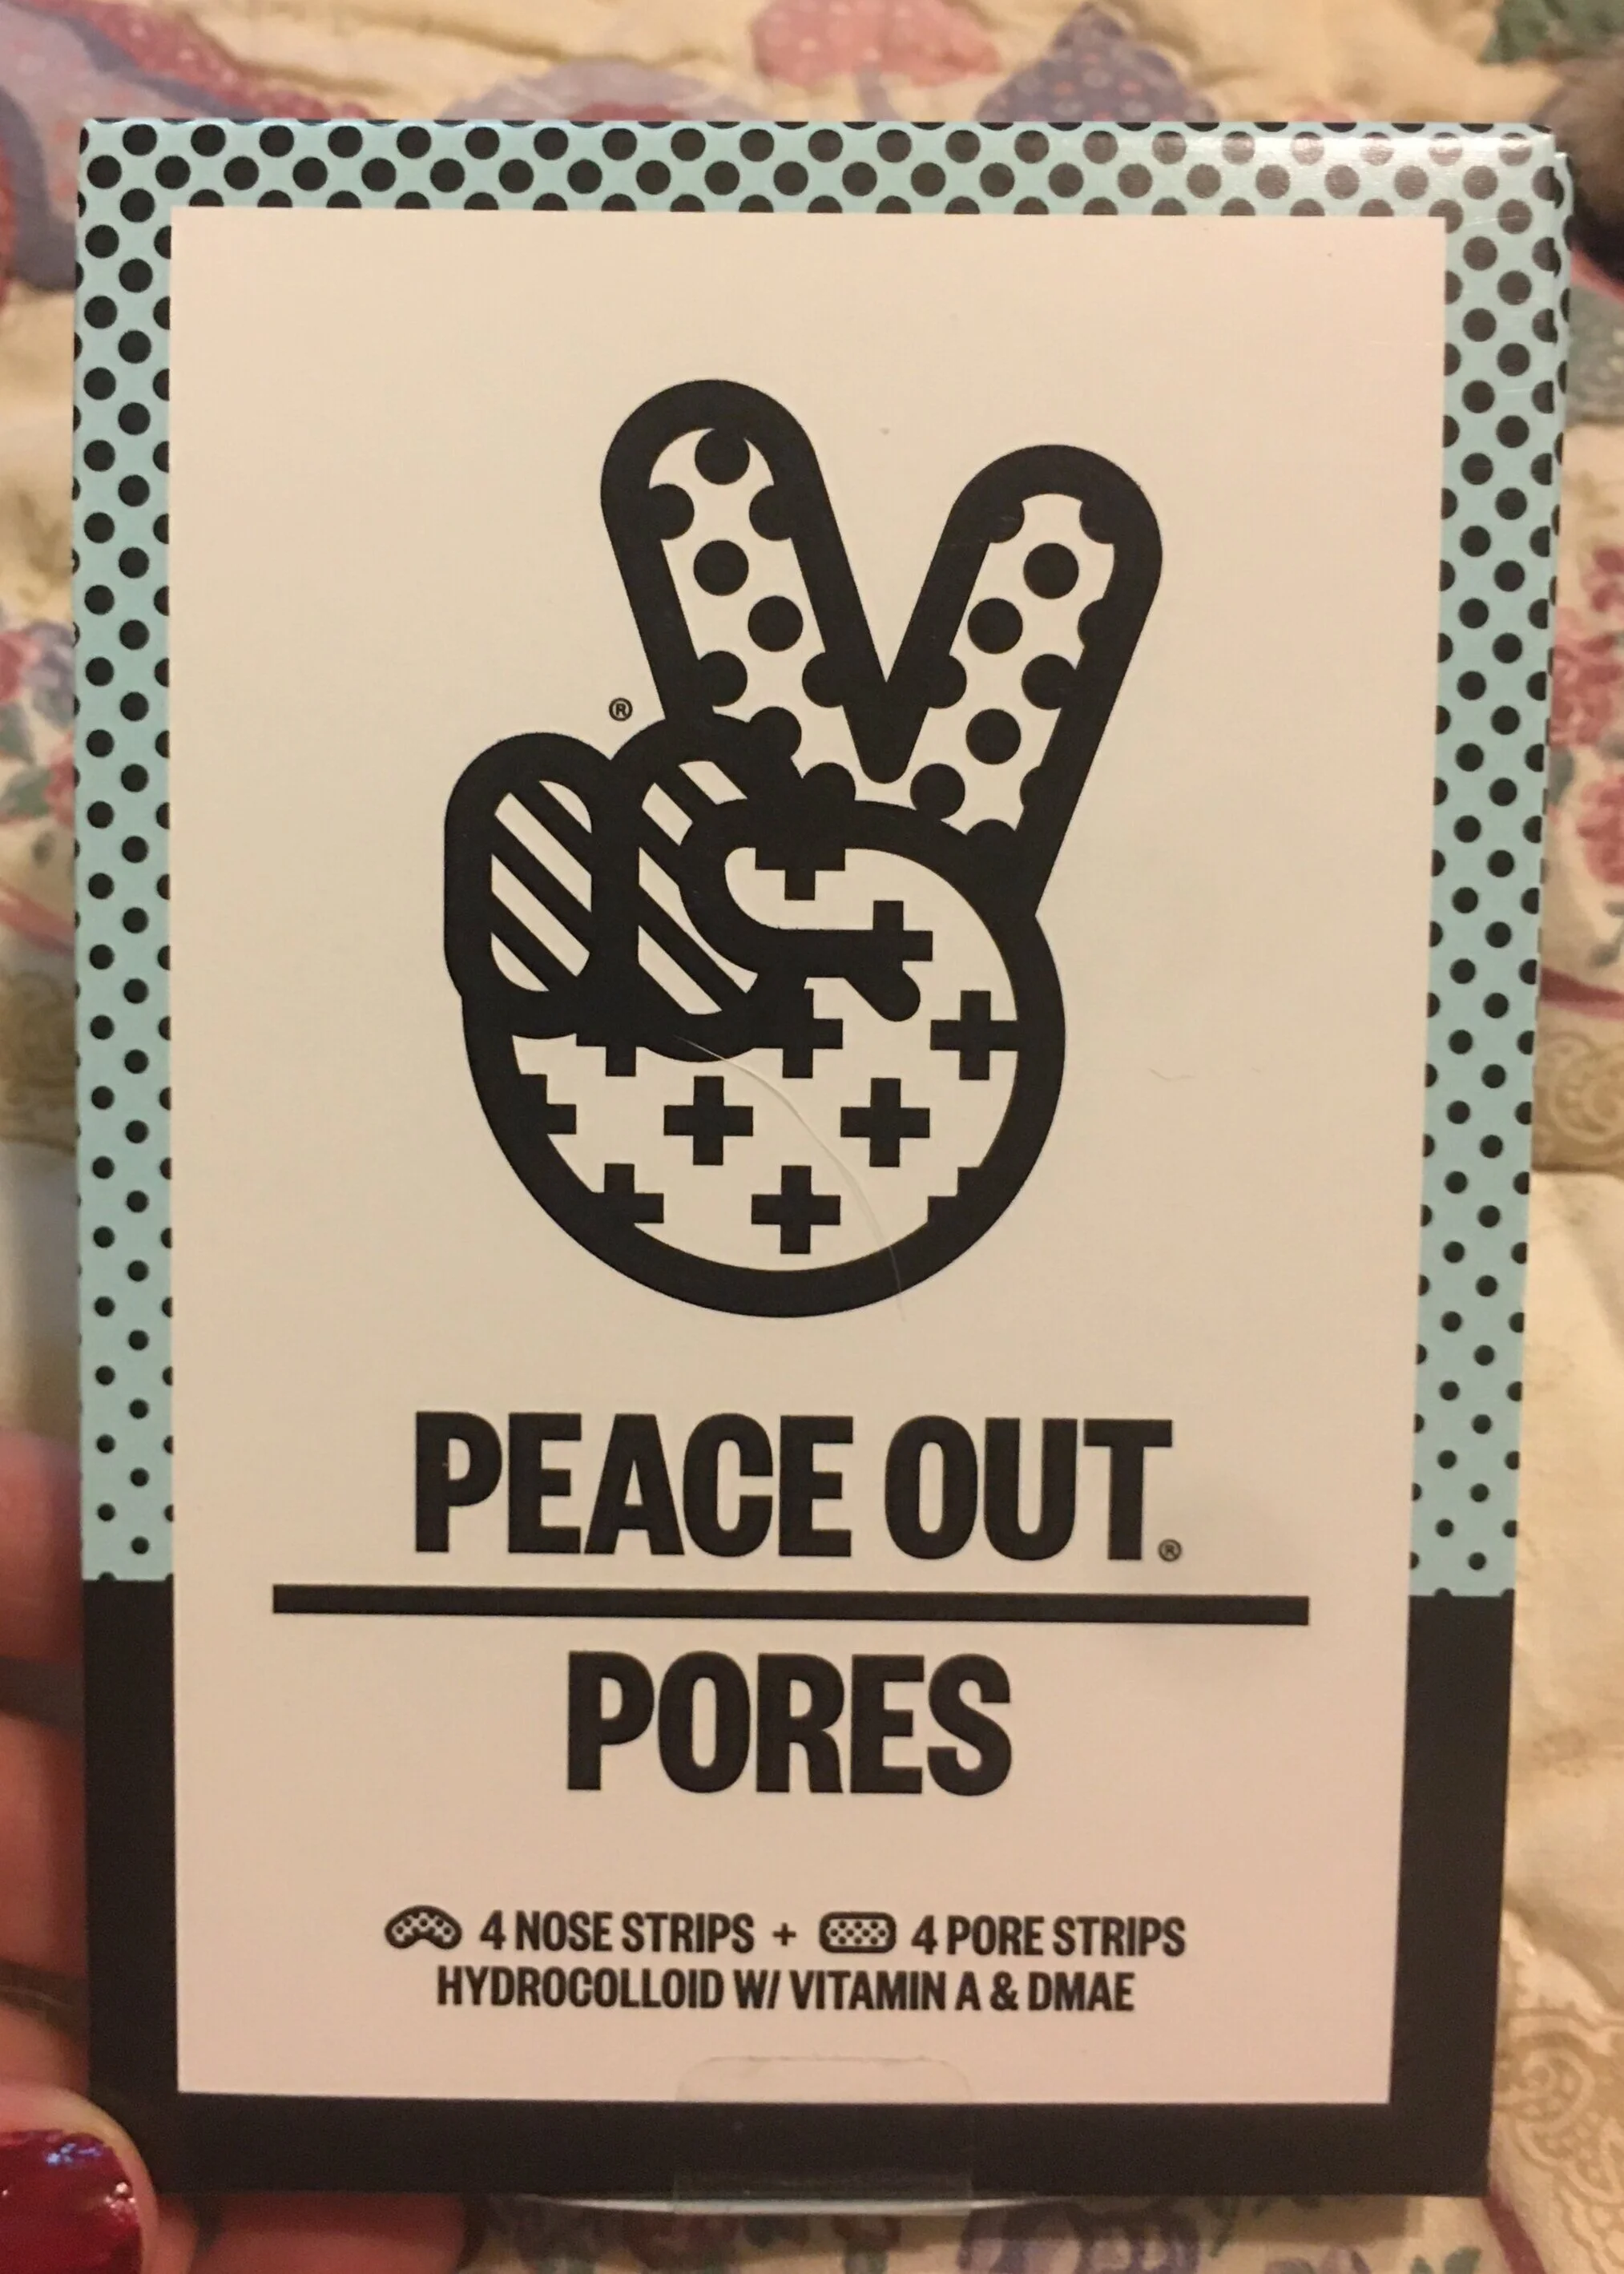 ®
PEACE OUT®
PORES
4 NOSE STRIPS + 4 PORE STRIPS
HYDROCOLLOID W/ VITAMIN A & DMAE